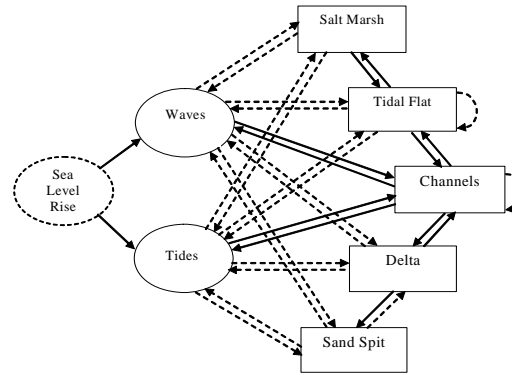 Salt Marsh
Waves
Tidal Flat
Sea
Level
Rise
Channels
Tides
Delta
Sand Spit